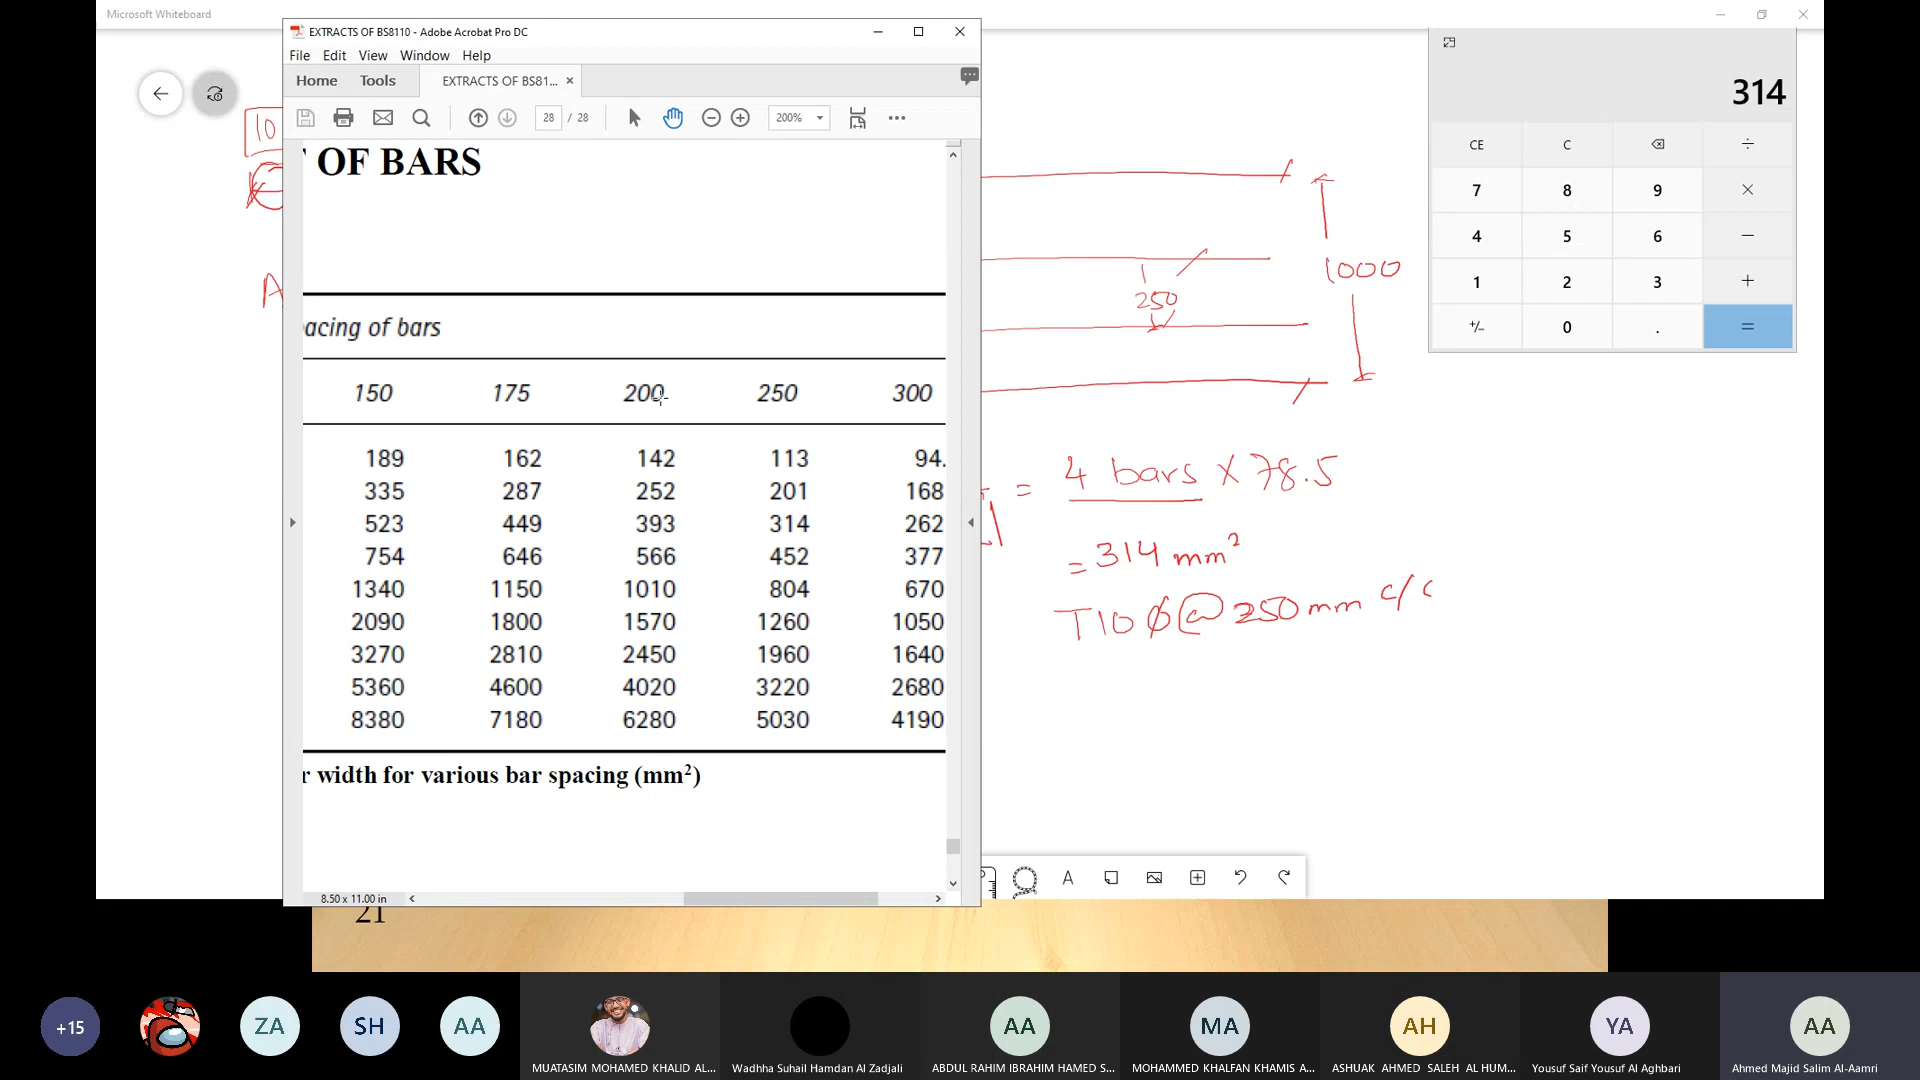 Microsoft Whiteboard
EXTRACTS OF BS8110 - Adobe Acrobat Pro DC
File Edit View Window Help
Home Tools EXTRACTS OF BS81... ×
28 / 28 200%
OF BARS
acing of bars
150 175 200 250 300
189 162 142 113 94.
335 287 252 201 168
523 449 393 314 262
754 646 566 452 377
1340 1150 1010 804 670
2090 1800 1570 1260 1050
3270 2810 2450 1960 1640
5360 4600 4020 3220 2680
8380 7180 6280 5030 4190
r width for various bar spacing (mm²)
8.50 x 11.00 in
10
A
1000
250
= 4 bars x 78.5
= 314 mm²
T10 ϕ @ 250 mm c/c
314
CE C ⌫ ÷
7 8 9 ×
4 5 6 −
1 2 3 +
+/− 0 . =
A
21
+15 ZA SH AA AA MA AH YA AA
MUATASIM MOHAMED KHALID AL... Wadhha Suhail Hamdan Al Zadjali ABDUL RAHIM IBRAHIM HAMED S... MOHAMMED KHALFAN KHAMIS A... ASHUAK AHMED SALEH AL HUM... Yousuf Saif Yousuf Al Aghbari Ahmed Majid Salim Al-Aamri